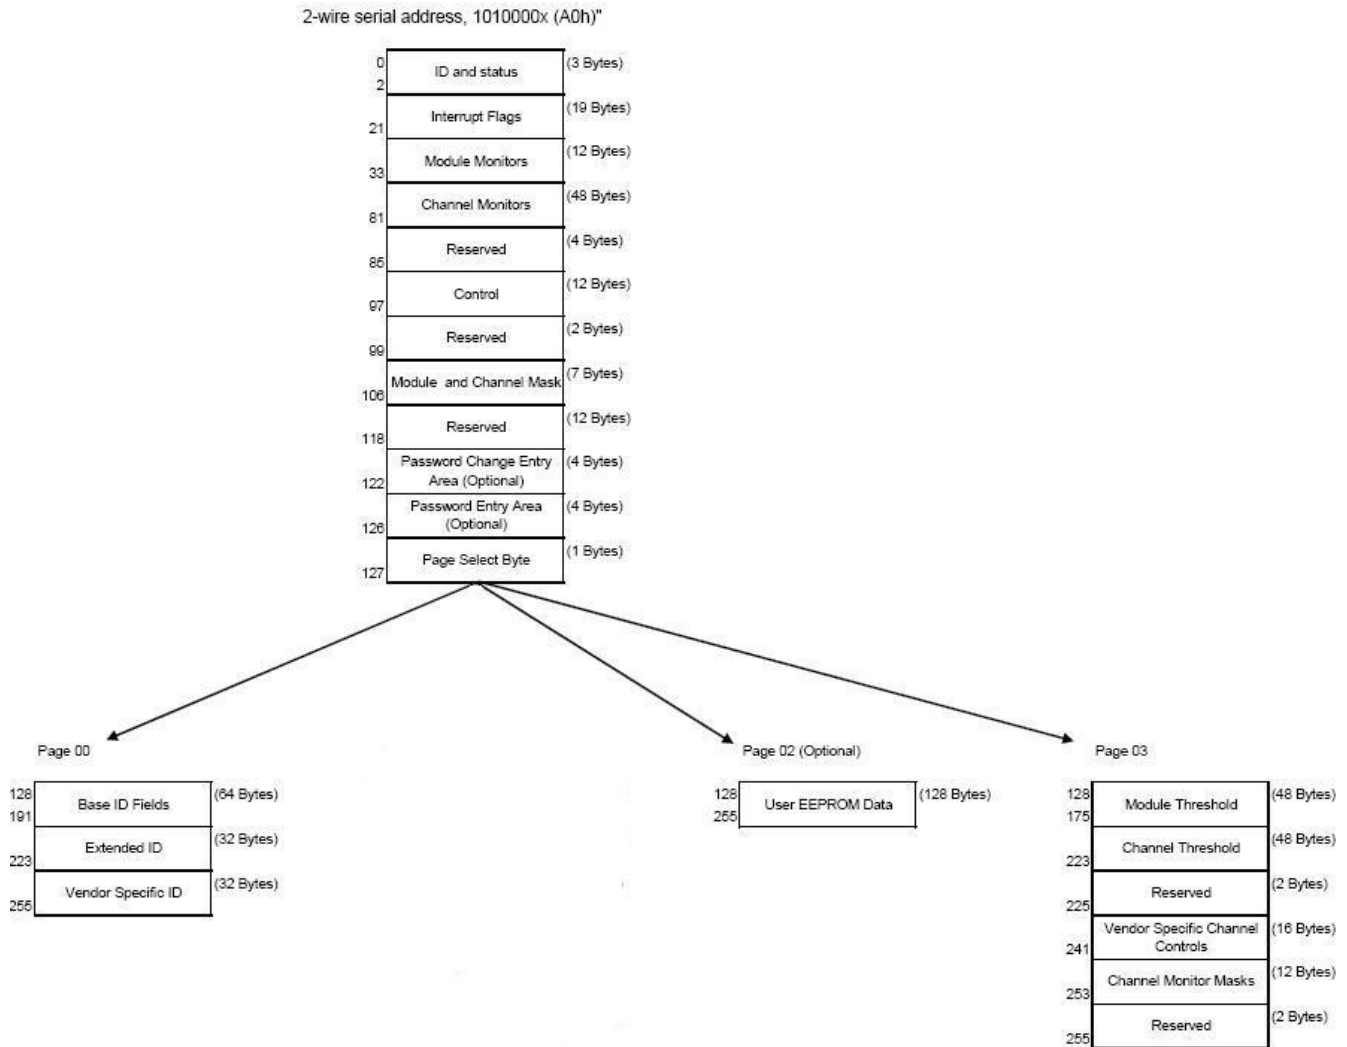 2-wire serial address, 1010000x (A0h)"
0
2
ID and status
(3 Bytes)
21
Interrupt Flags
(19 Bytes)
33
Module Monitors
(12 Bytes)
81
Channel Monitors
(48 Bytes)
85
Reserved
(4 Bytes)
97
Control
(12 Bytes)
99
Reserved
(2 Bytes)
106
Module and Channel Mask
(7 Bytes)
118
Reserved
(12 Bytes)
122
Password Change Entry
Area (Optional)
(4 Bytes)
126
Password Entry Area
(Optional)
(4 Bytes)
127
Page Select Byte
(1 Bytes)
Page 00
128
191
Base ID Fields
(64 Bytes)
223
Extended ID
(32 Bytes)
255
Vendor Specific ID
(32 Bytes)
Page 02 (Optional)
128
255
User EEPROM Data
(128 Bytes)
Page 03
128
175
Module Threshold
(48 Bytes)
223
Channel Threshold
(48 Bytes)
225
Reserved
(2 Bytes)
241
Vendor Specific Channel
Controls
(16 Bytes)
253
Channel Monitor Masks
(12 Bytes)
255
Reserved
(2 Bytes)